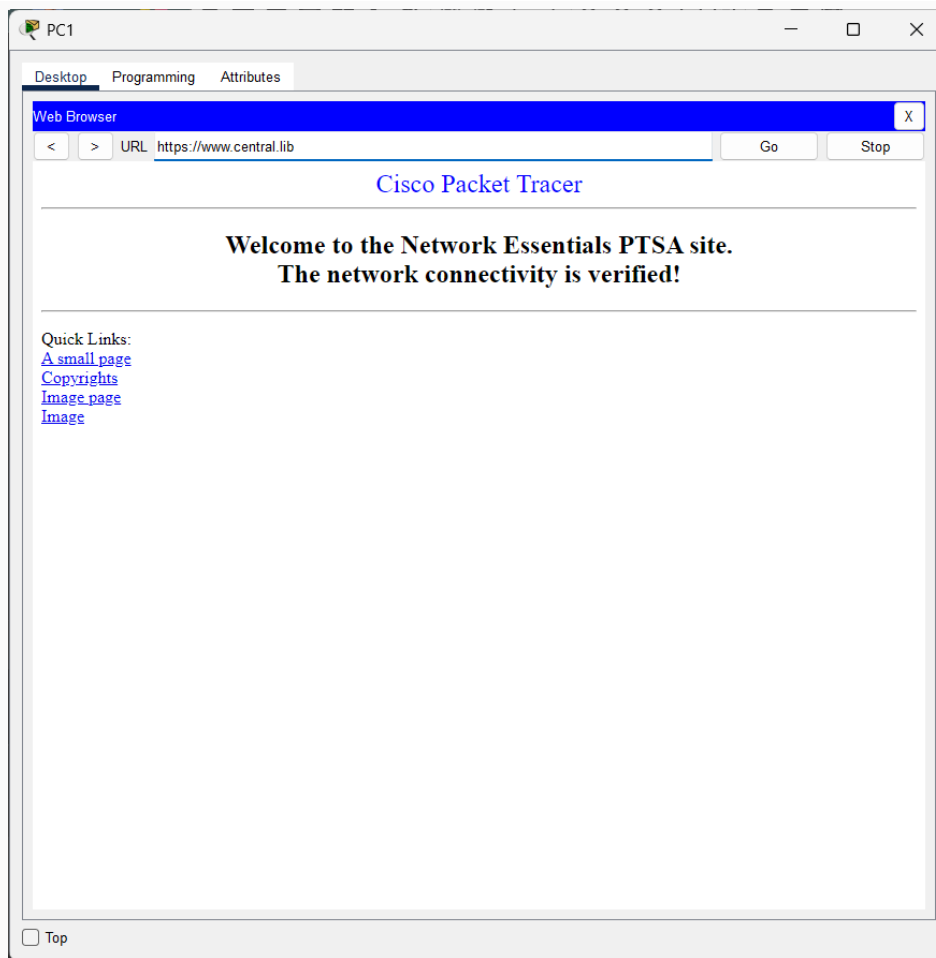 PC1
Desktop Programming Attributes
Web Browser X
< > URL https://www.central.lib Go Stop
Cisco Packet Tracer
Welcome to the Network Essentials PTSA site.
The network connectivity is verified!
Quick Links:
A small page
Copyrights
Image page
Image
Top